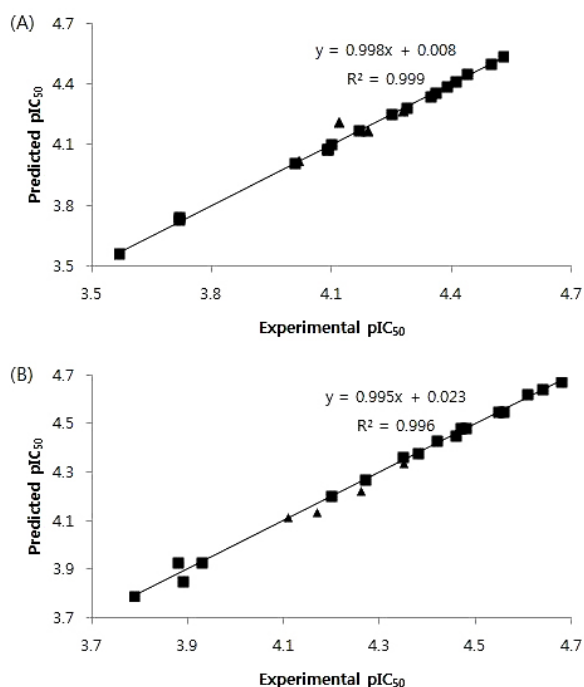 (A)
4.7
4.4
4.1
3.8
3.5
Predicted pIC₅₀
y = 0.998x + 0.008
R² = 0.999
3.5 3.8 4.1 4.4 4.7
Experimental pIC₅₀
(B)
4.7
4.5
4.3
4.1
3.9
3.7
Predicted pIC₅₀
y = 0.995x + 0.023
R² = 0.996
3.7 3.9 4.1 4.3 4.5 4.7
Experimental pIC₅₀